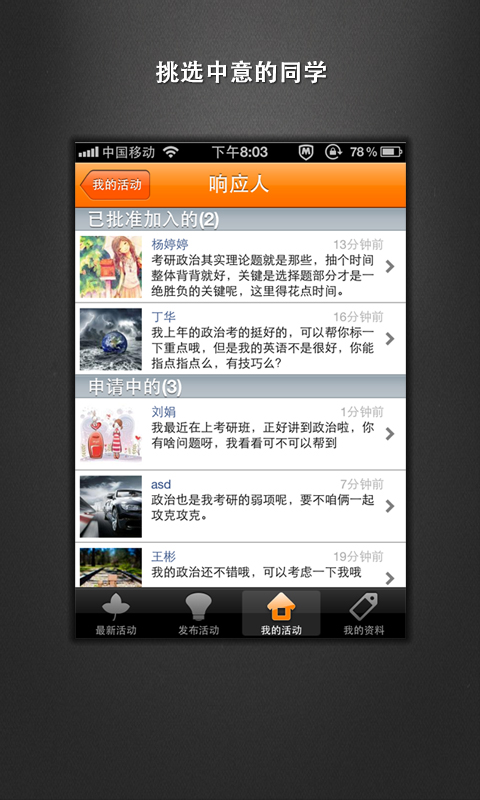 挑选中意的同学
中国移动 下午8:03 78%
我的活动 响应人
已批准加入的(2)
杨婷婷 13分钟前
考研政治其实理论题就是那些，抽个时间
整体背背就好，关键是选择题部分才是一
绝胜负的关键呢，这里得花点时间。
丁华 16分钟前
我上年的政治考的挺好的，可以帮你标一
下重点哦，但是我的英语不是很好，你能
指点指点么，有技巧么？
申请中的(3)
刘娟 1分钟前
我最近在上考研班，正好讲到政治啦，你
有啥问题呀，我看看可不可以帮到
asd 7分钟前
政治也是我考研的弱项呢，要不咱俩一起
攻克攻克。
王彬 19分钟前
我的政治还不错哦，可以考虑一下我哦
最新活动 发布活动 我的活动 我的资料